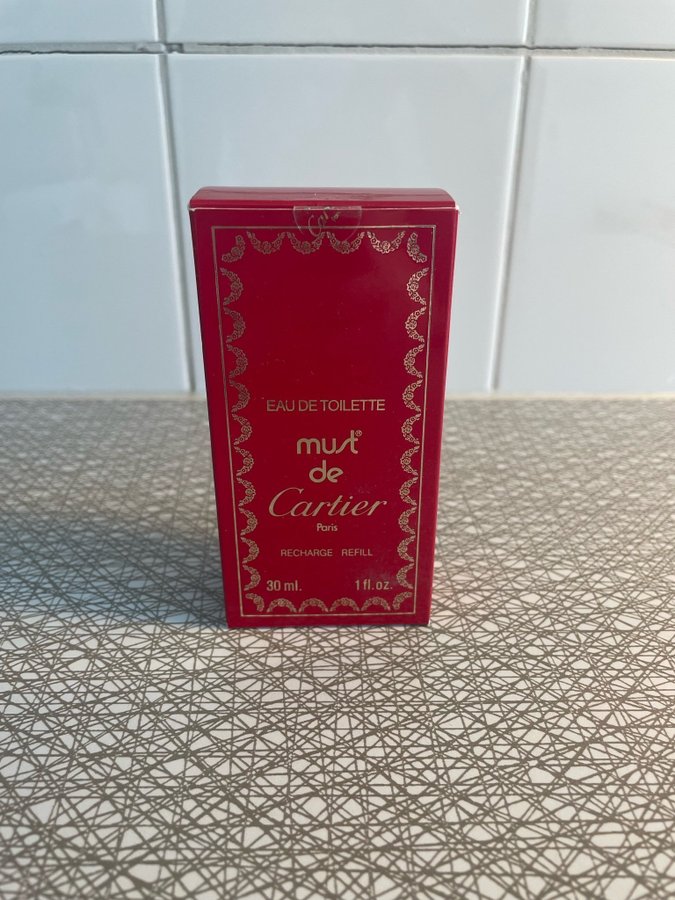 EAU DE TOILETTE
must®
de
Cartier
Paris
RECHARGE REFILL
30 ml. 1 fl.oz.